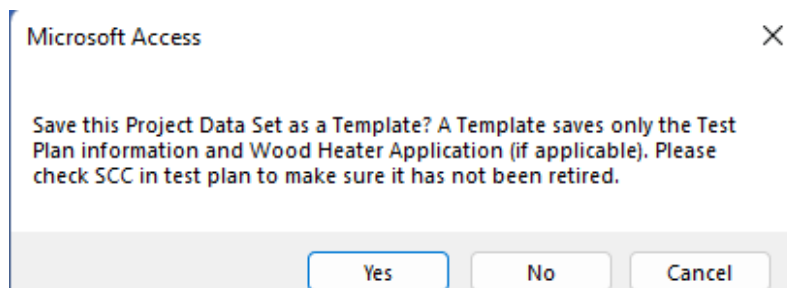 Microsoft Access
Save this Project Data Set as a Template? A Template saves only the Test
Plan information and Wood Heater Application (if applicable). Please
check SCC in test plan to make sure it has not been retired.
Yes No Cancel